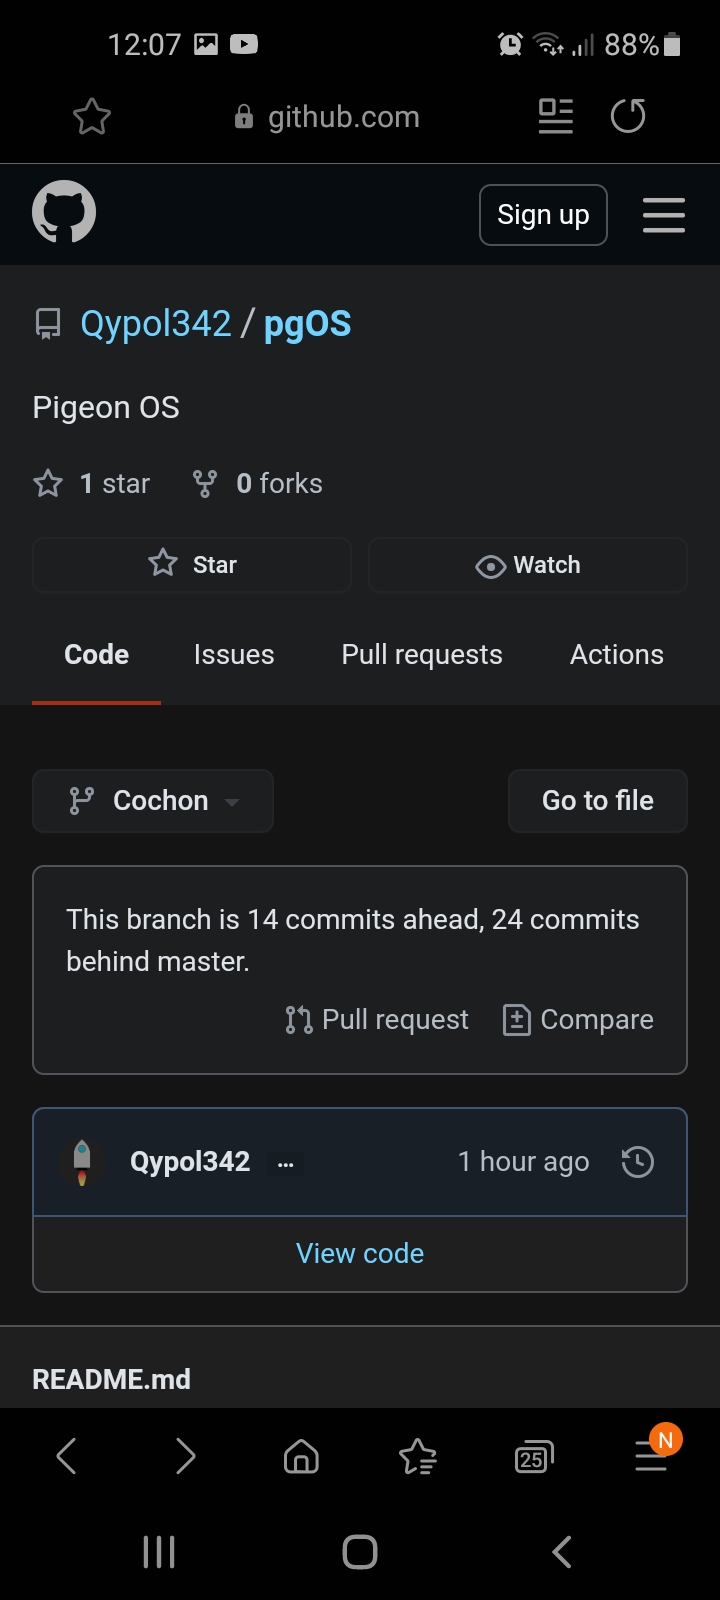 12:07 88%
github.com
Sign up
Qypol342 / pgOS
Pigeon OS
1 star 0 forks
Star Watch
Code Issues Pull requests Actions
Cochon Go to file
This branch is 14 commits ahead, 24 commits
behind master.
Pull request Compare
Qypol342 ... 1 hour ago
View code
README.md
N
25